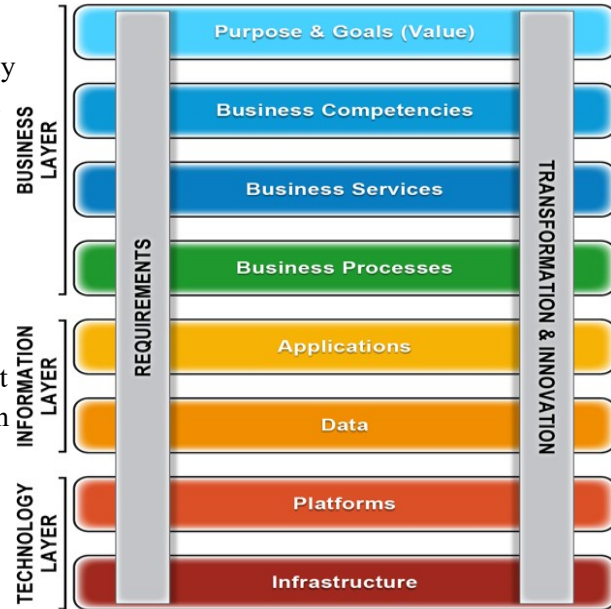 Purpose & Goals (Value)
Business Competencies
Business Services
Business Processes
Applications
Data
Platforms
Infrastructure
BUSINESS
LAYER
INFORMATION
LAYER
TECHNOLOGY
LAYER
REQUIREMENTS
TRANSFORMATION & INNOVATION
y
t
n